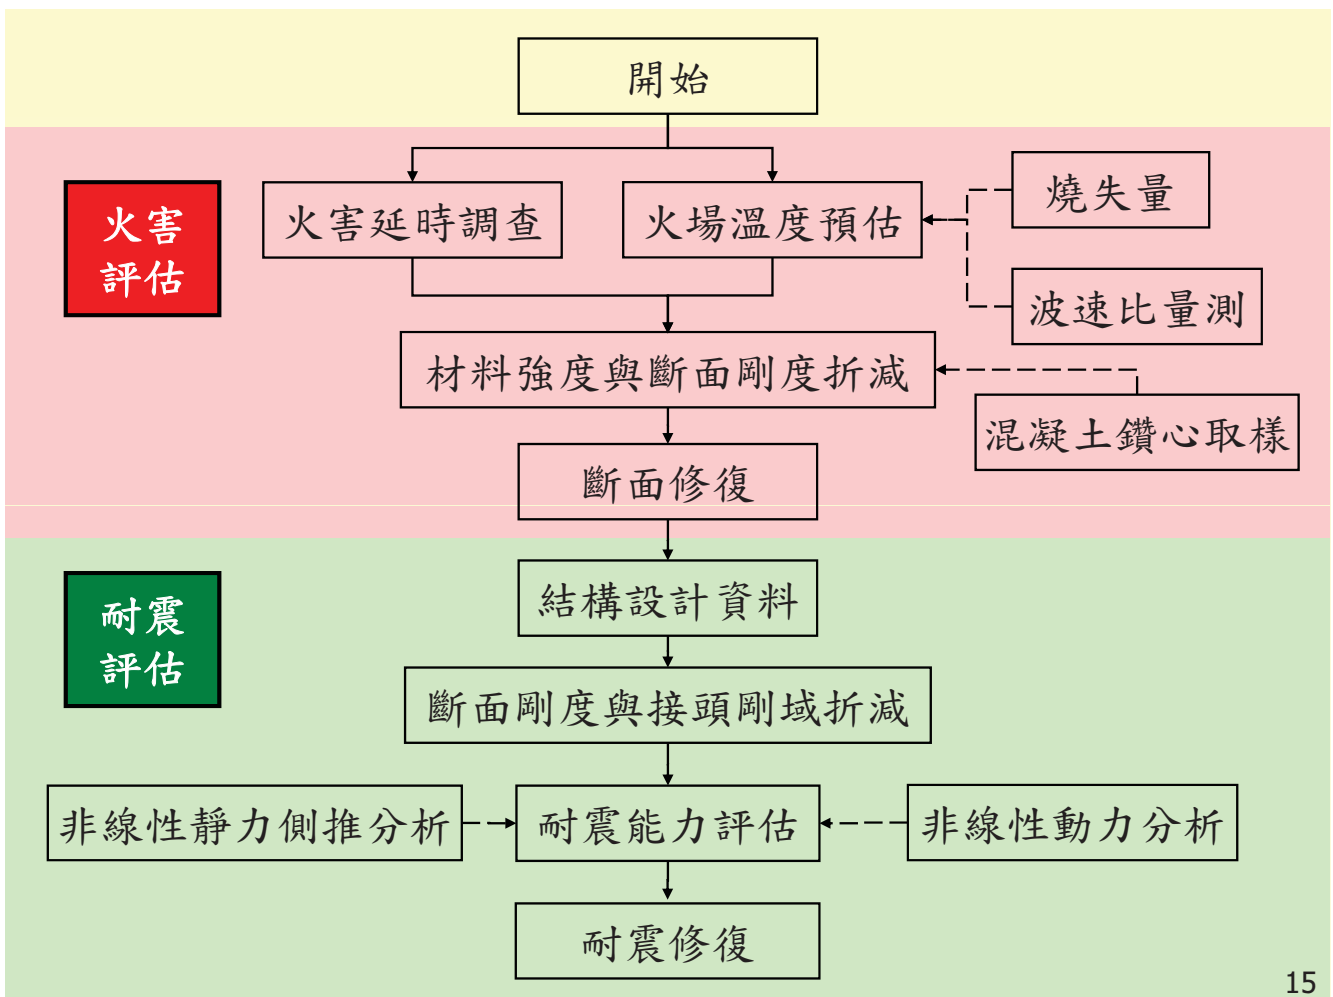 開始
火害
評估
火害延時調查
火場溫度預估
燒失量
波速比量測
材料強度與斷面剛度折減
混凝土鑽心取樣
斷面修復
耐震
評估
結構設計資料
斷面剛度與接頭剛域折減
非線性靜力側推分析
耐震能力評估
非線性動力分析
耐震修復
15